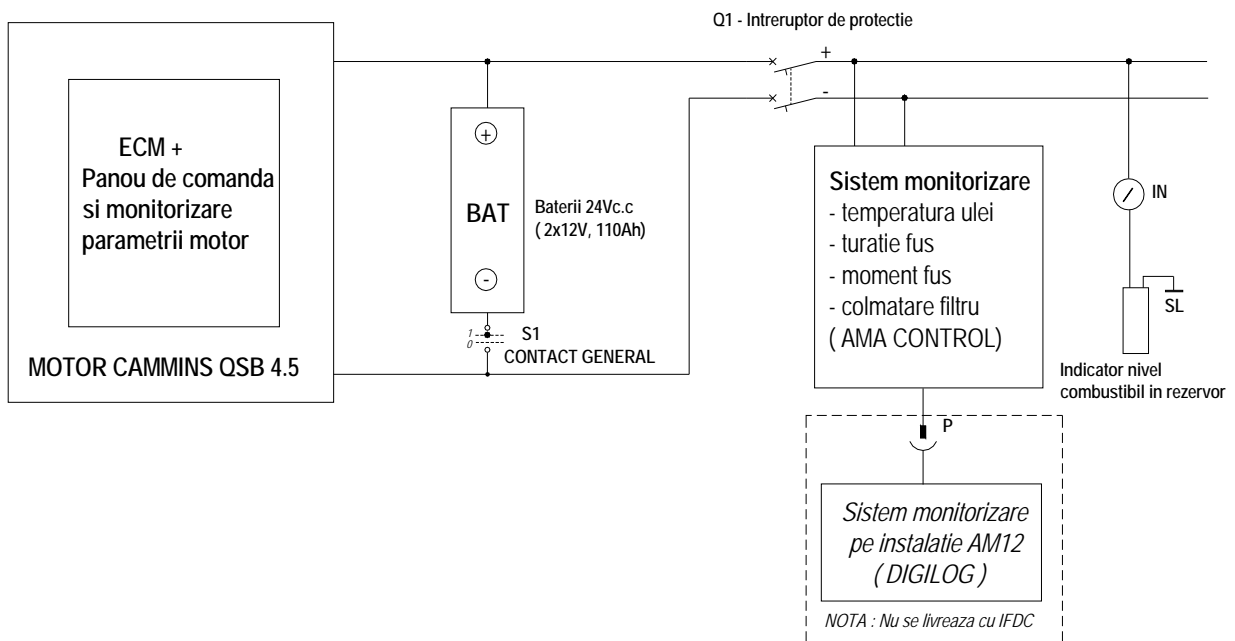 Q1 - Intreruptor de protectie
+
-
ECM +
Panou de comanda
si monitorizare
parametrii motor
MOTOR CAMMINS QSB 4.5
+
BAT
-
Baterii 24Vc.c
( 2x12V, 110Ah)
1
0
S1
CONTACT GENERAL
Sistem monitorizare
- temperatura ulei
- turatie fus
- moment fus
- colmatare filtru
( AMA CONTROL)
IN
SL
Indicator nivel
combustibil in rezervor
P
Sistem monitorizare
pe instalatie AM12
( DIGILOG )
NOTA : Nu se livreaza cu IFDC